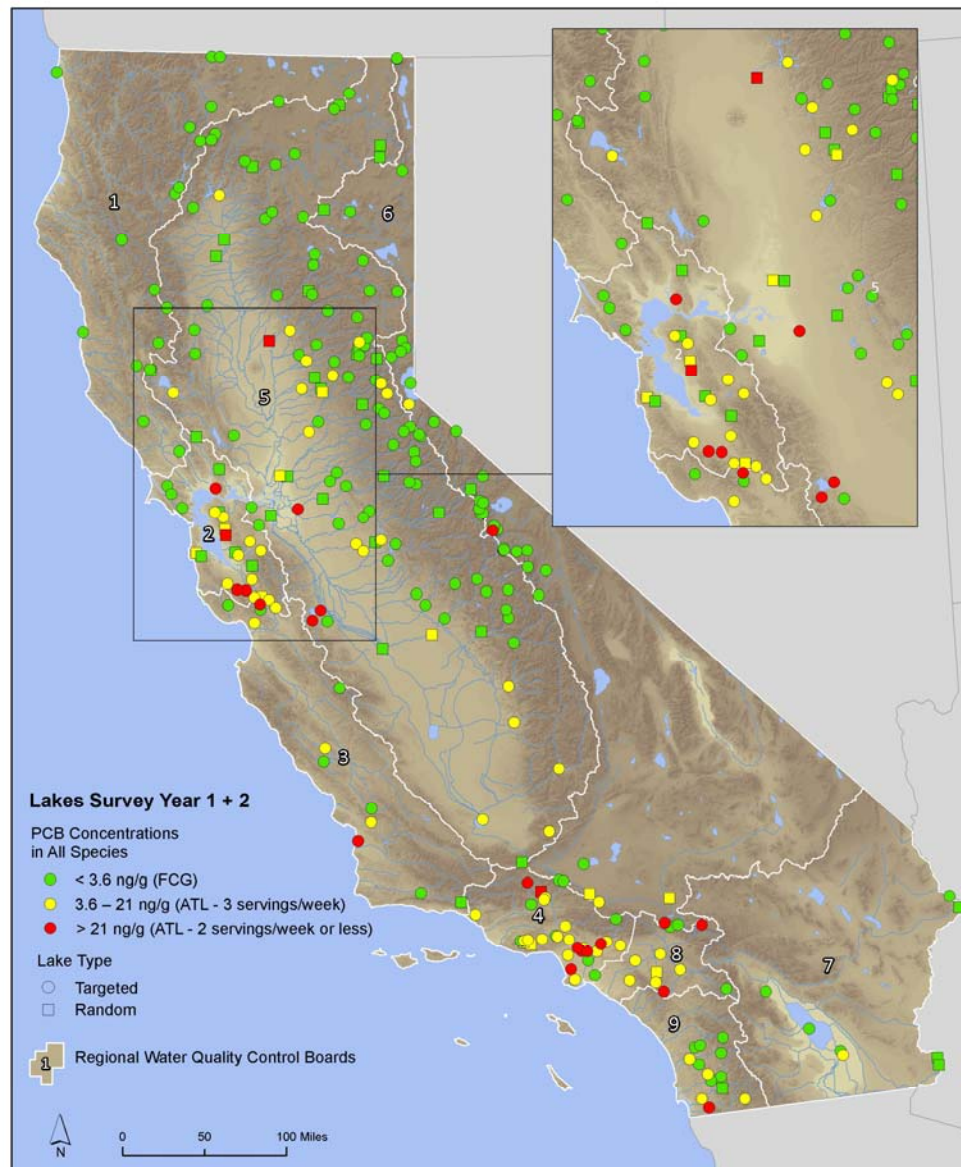 1
6
5
5
2
2
3
4
8
7
9
Lakes Survey Year 1 + 2
PCB Concentrations
in All Species
< 3.6 ng/g (FCG)
3.6 – 21 ng/g (ATL - 3 servings/week)
> 21 ng/g (ATL - 2 servings/week or less)
Lake Type
Targeted
Random
1 Regional Water Quality Control Boards
N
0 50 100 Miles